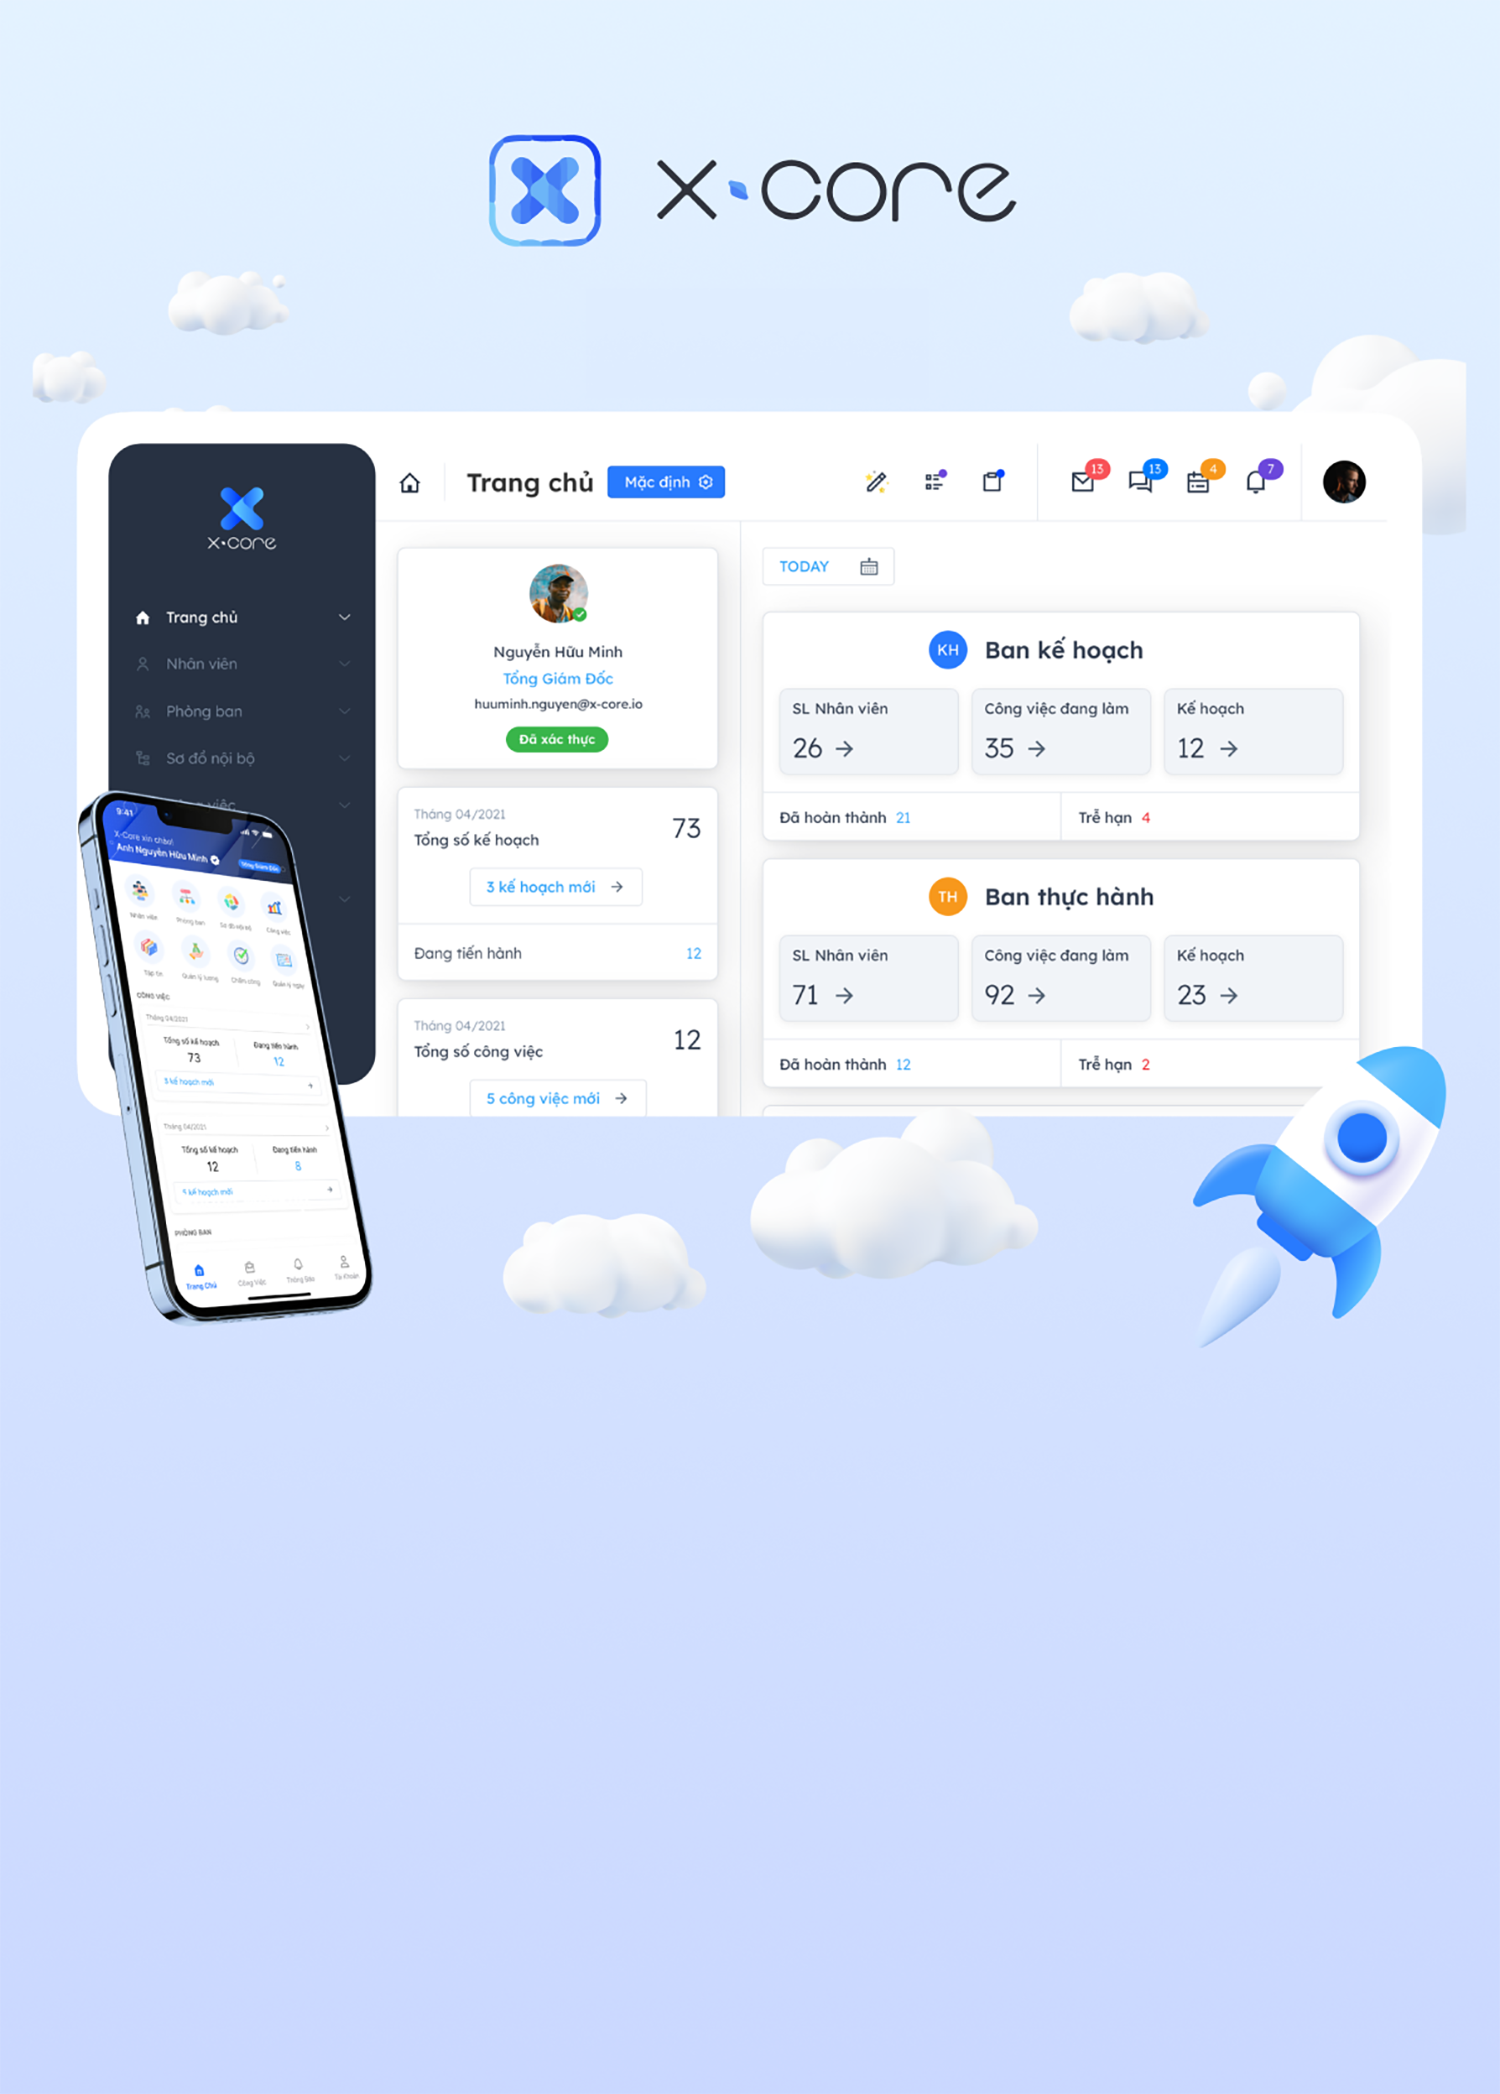 x·core
Trang chủ
Mặc định
13
13
4
7
x·core
Trang chủ
Nhân viên
Phòng ban
Sơ đồ nội bộ
việc
Nguyễn Hữu Minh
Tổng Giám Đốc
huuminh.nguyen@x-core.io
Đã xác thực
Tháng 04/2021
Tổng số kế hoạch
73
3 kế hoạch mới
Đang tiến hành
12
Tháng 04/2021
Tổng số công việc
12
5 công việc mới
TODAY
KH
Ban kế hoạch
SL Nhân viên
26
Công việc đang làm
35
Kế hoạch
12
Đã hoàn thành 21
Trễ hạn 4
TH
Ban thực hành
SL Nhân viên
71
Công việc đang làm
92
Kế hoạch
23
Đã hoàn thành 12
Trễ hạn 2
9:41
X-Core xin chào!
Anh Nguyễn Hữu Minh
Tổng Giám Đốc
Nhân viên
Phòng ban
Sơ đồ nội bộ
Công việc
Tập tin
Quản lý lương
Chấm công
Quản lý ngày
CÔNG VIỆC
Tháng 04/2021
Tổng số kế hoạch
73
Đang tiến hành
12
3 kế hoạch mới
Tháng 04/2021
Tổng số kế hoạch
12
Đang tiến hành
8
5 kế hoạch mới
PHÒNG BAN
Trang Chủ
Công Việc
Thông Báo
Tài Khoản